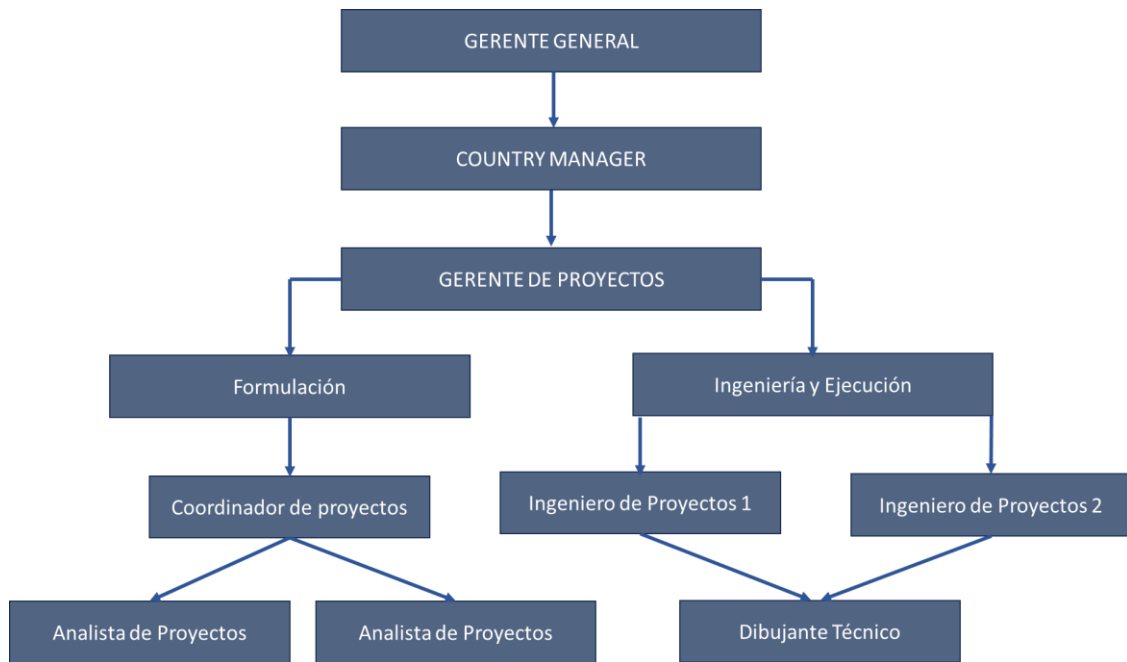 GERENTE GENERAL
COUNTRY MANAGER
GERENTE DE PROYECTOS
Formulación
Ingeniería y Ejecución
Coordinador de proyectos
Ingeniero de Proyectos 1
Ingeniero de Proyectos 2
Analista de Proyectos
Analista de Proyectos
Dibujante Técnico